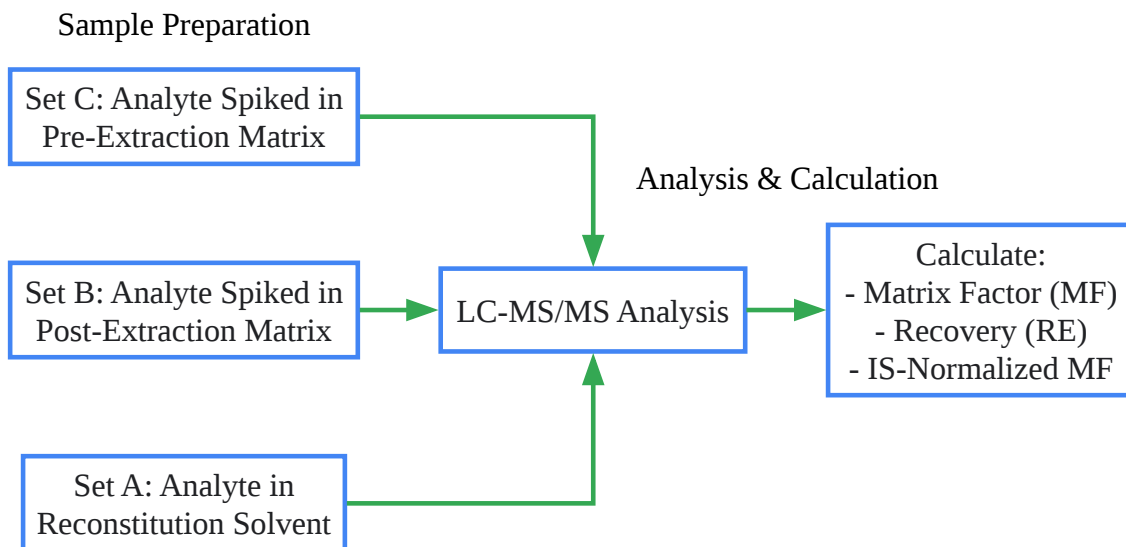 Sample Preparation
Set C: Analyte Spiked in
Pre-Extraction Matrix
Analysis & Calculation
Set B: Analyte Spiked in
Post-Extraction Matrix
LC-MS/MS Analysis
Calculate:
- Matrix Factor (MF)
- Recovery (RE)
- IS-Normalized MF
Set A: Analyte in
Reconstitution Solvent